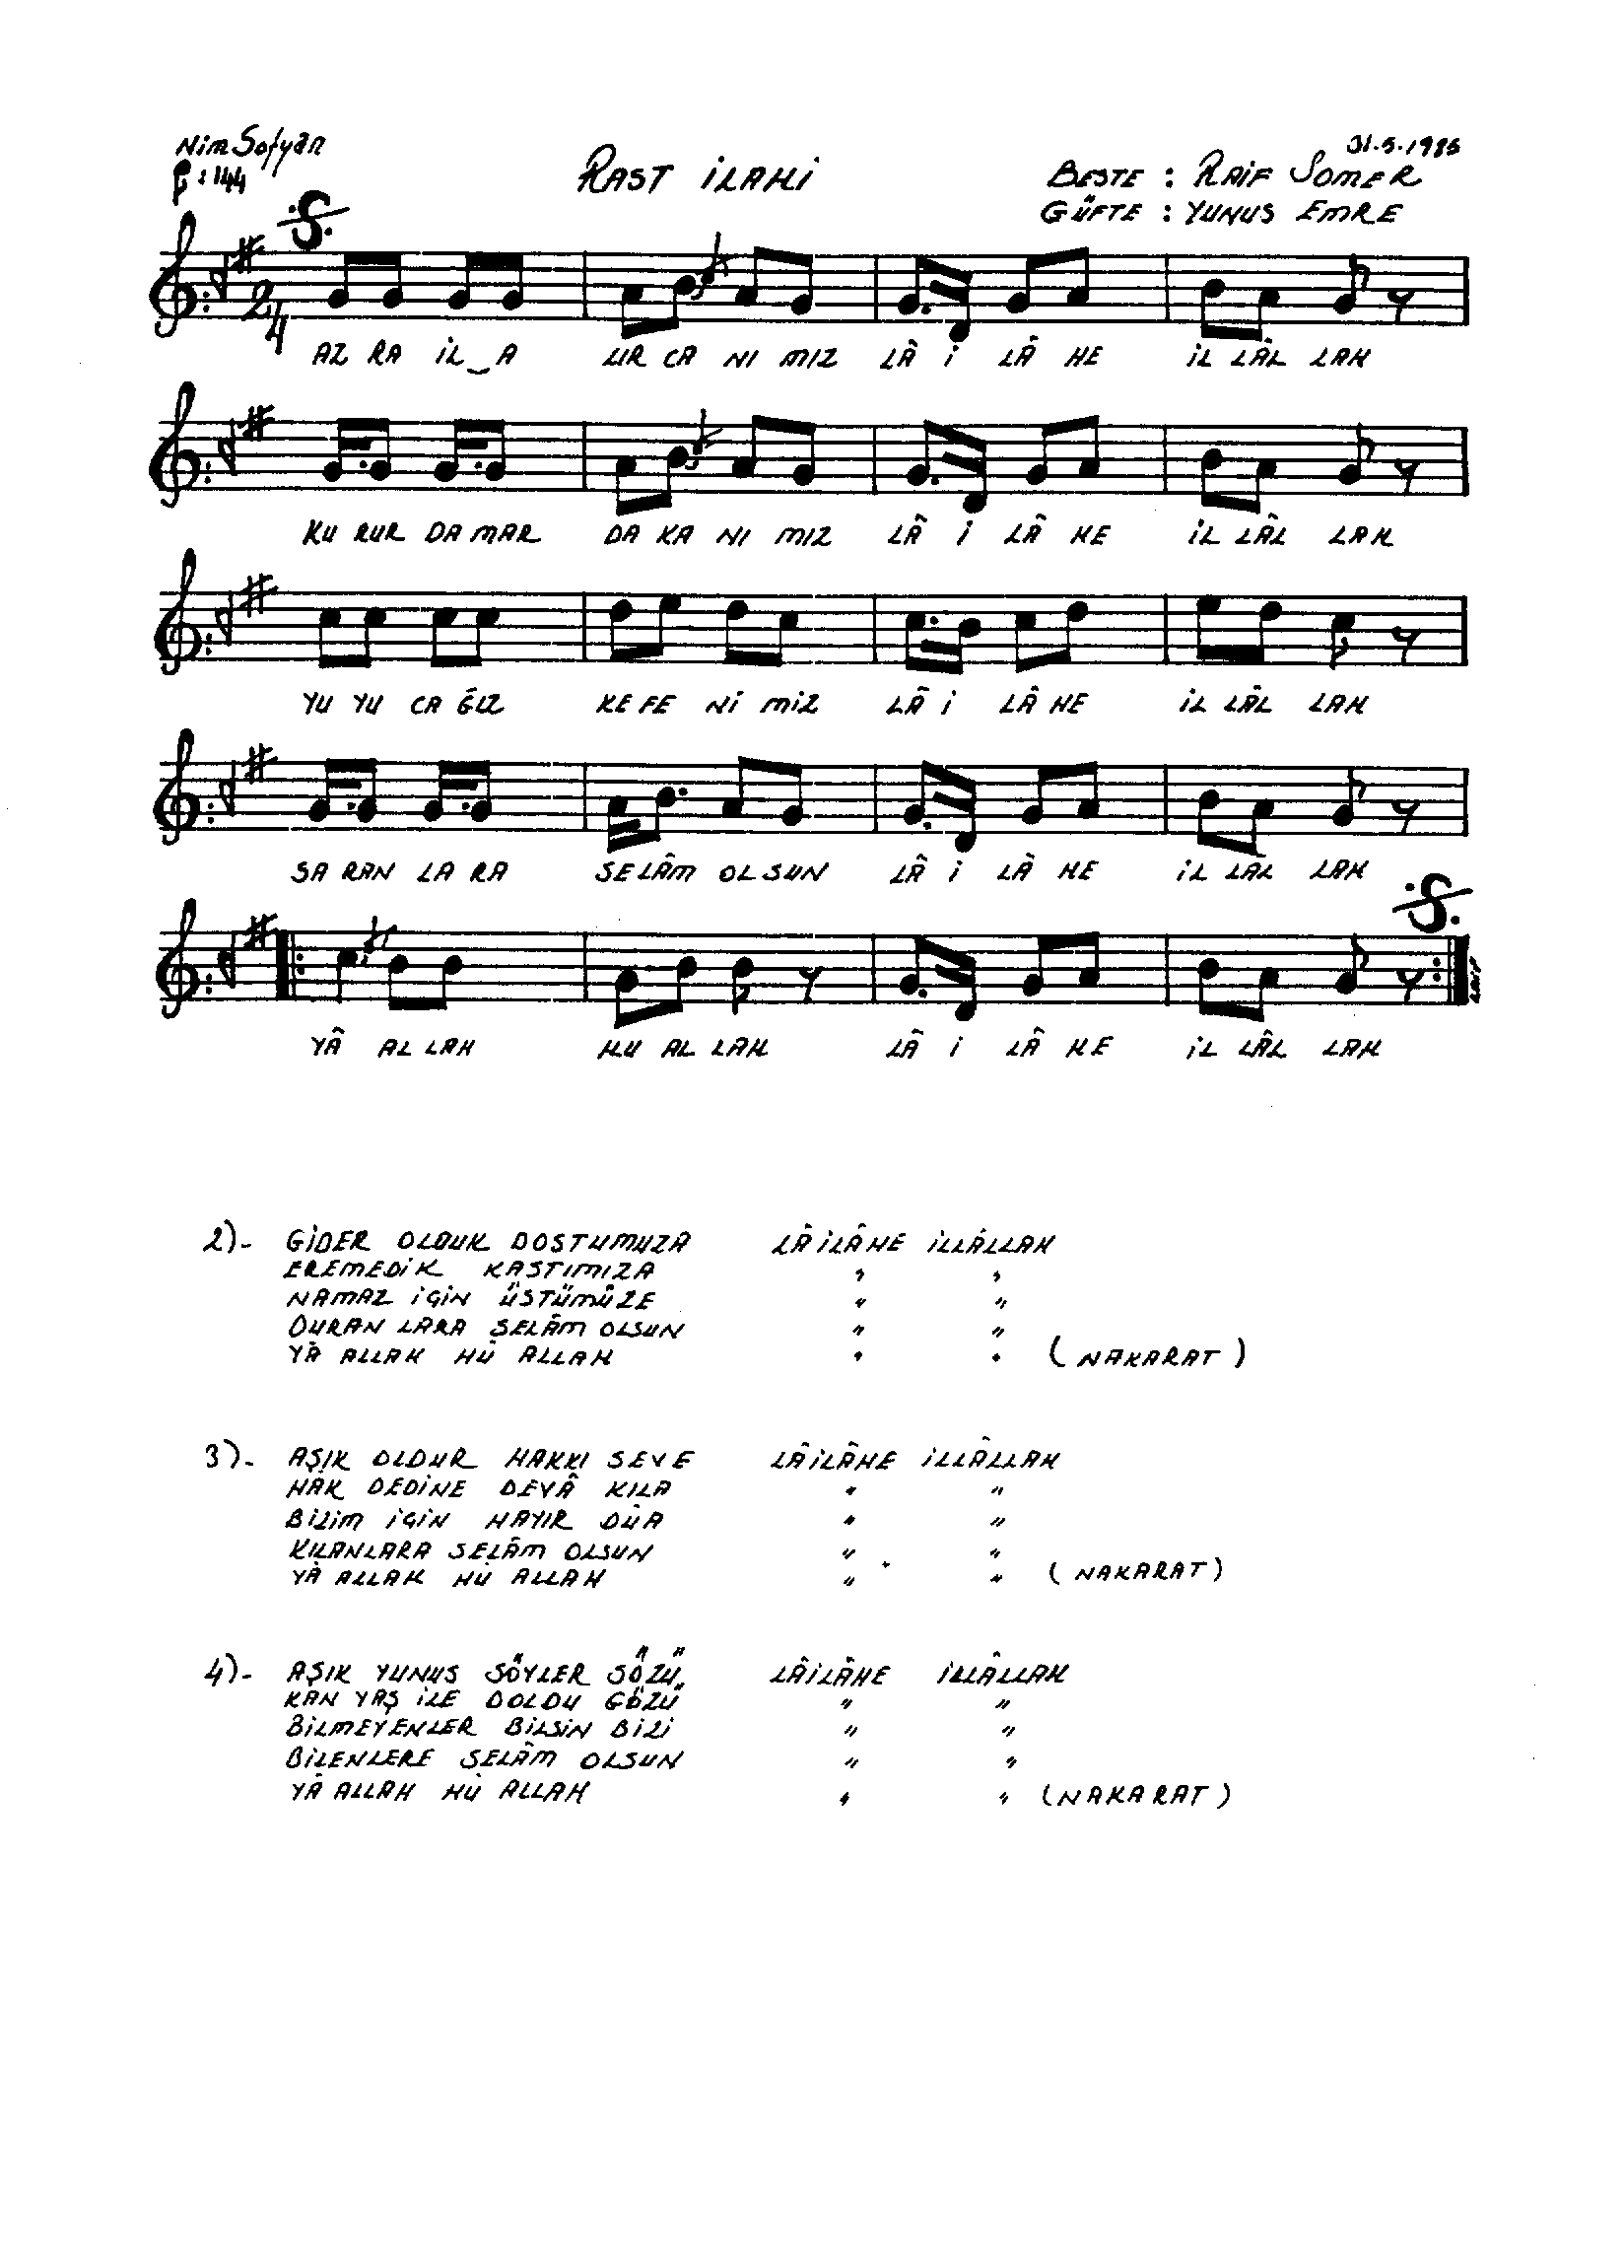 Nim Sofyan
♪ : 144
RAST İLAHİ
31.5.1985
BESTE : RAİF SOMER
GÜFTE : YUNUS EMRE
2/4
AZ RA İL‿A UR CA NI MIZ LÂ İ LÂ HE İL LÂL LAH
KU RUR DA MAR DA KA NI MIZ LÂ İ LÂ HE İL LÂL LAH
YU YU CA ĞIZ KE FE Nİ MİZ LÂ İ LÂ HE İL LÂL LAH
SA RAN LA RA SE LÂM OL SUN LÂ İ LÂ HE İL LÂL LAH
YÂ AL LAH HU AL LAH LÂ İ LÂ HE İL LÂL LAH
2)- GİDER OLDUK DOSTUMUZA LÂİLÂHE İLLÂLLAH
EREMEDİK KASTIMIZA " "
NAMAZ İÇİN ÜSTÜMÜZE " "
DURAN LARA SELÂM OLSUN " "
YÂ ALLAH HÛ ALLAH " " (NAKARAT)
3)- AŞIK OLDUR HAKKI SEVE LÂİLÂHE İLLÂLLAH
HAK DEDİNE DEVÂ KILA " "
BİZİM İÇİN HAYIR DÛA " "
KILANLARA SELÂM OLSUN " "
YÂ ALLAH HÛ ALLAH " " (NAKARAT)
4)- AŞIK YUNUS SÖYLER SÖZÜ LÂİLÂHE İLLÂLLAH
KAN YAŞ İLE DOLDU GÖZÜ " "
BİLMEYENLER BİLSİN BİZİ " "
BİLENLERE SELÂM OLSUN " "
YÂ ALLAH HÛ ALLAH " " (NAKARAT)